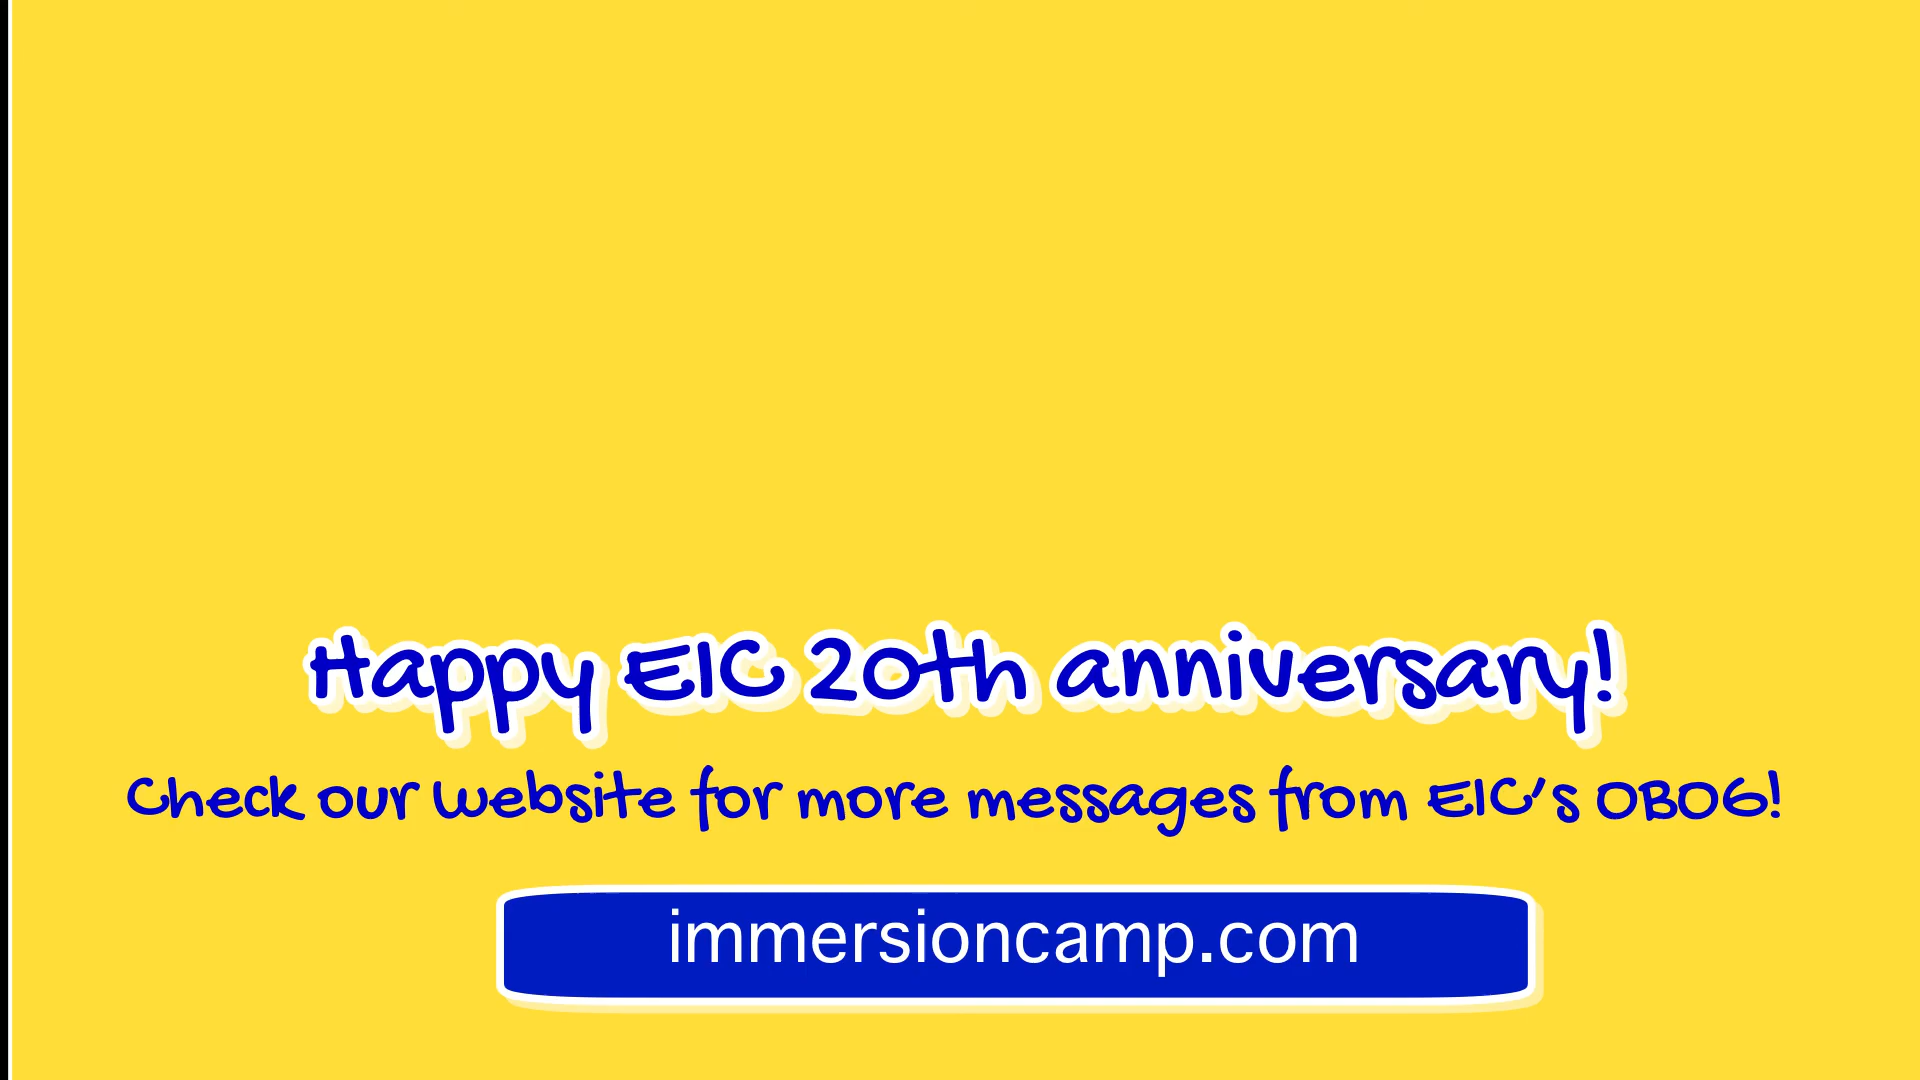 Happy EIC 20th anniversary!
Check our website for more messages from EIC's OBOG!
immersioncamp.com